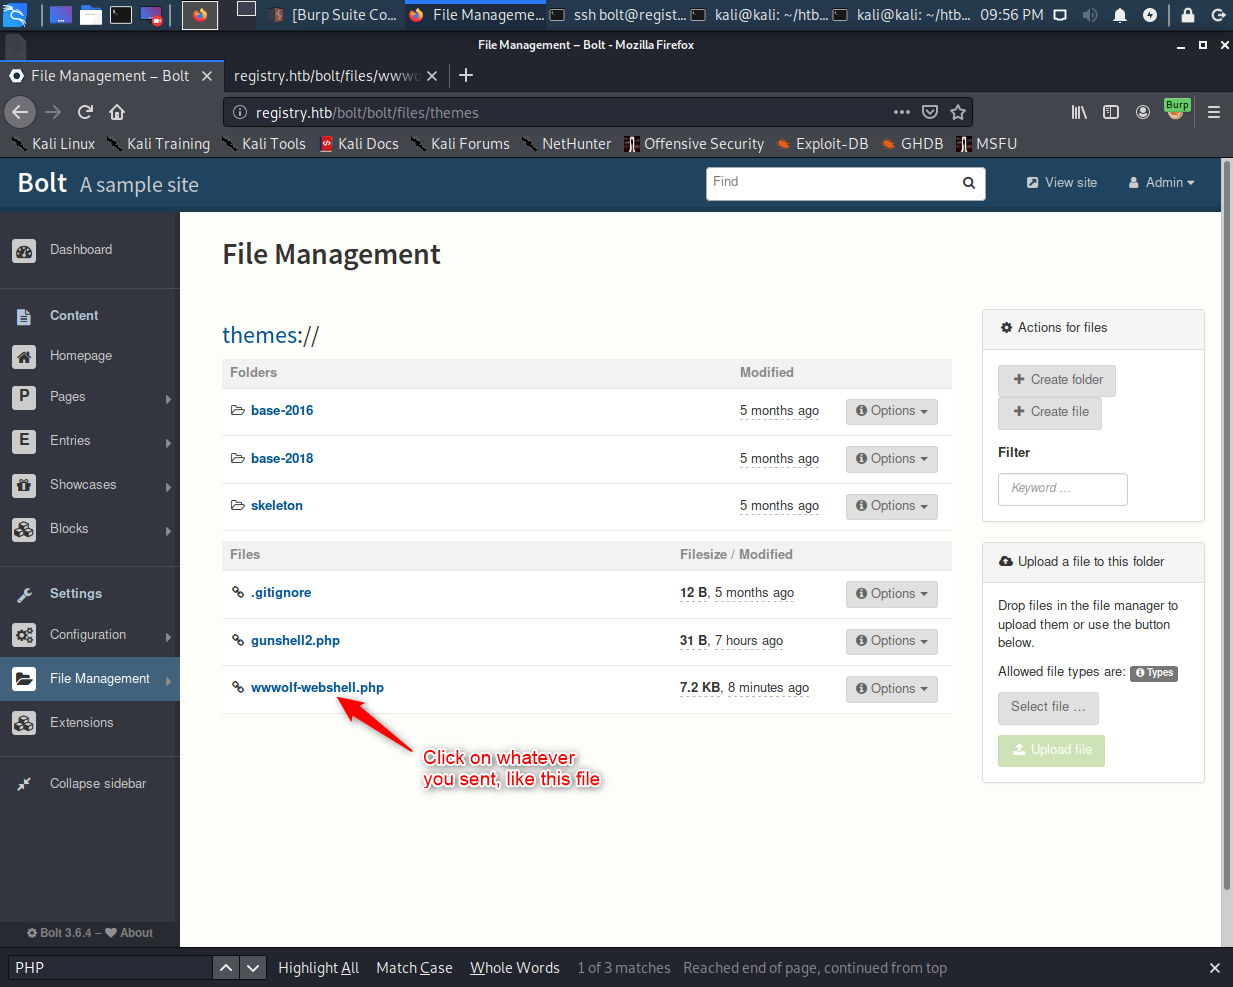 [Burp Suite Co...
File Manageme...
ssh bolt@regist...
kali@kali: ~/htb...
kali@kali: ~/htb...
09:56 PM
File Management – Bolt - Mozilla Firefox
File Management – Bolt
registry.htb/bolt/files/wwwo
registry.htb/bolt/bolt/files/themes
Burp
Kali Linux
Kali Training
Kali Tools
Kali Docs
Kali Forums
NetHunter
Offensive Security
Exploit-DB
GHDB
MSFU
Bolt A sample site
Find
View site
Admin
Dashboard
Content
Homepage
P Pages
E Entries
Showcases
Blocks
Settings
Configuration
File Management
Extensions
Collapse sidebar
Bolt 3.6.4 – About
File Management
themes://
Folders Modified
base-2016 5 months ago Options
base-2018 5 months ago Options
skeleton 5 months ago Options
Files Filesize / Modified
.gitignore 12 B, 5 months ago Options
gunshell2.php 31 B, 7 hours ago Options
wwwolf-webshell.php 7.2 KB, 8 minutes ago Options
Click on whatever
you sent, like this file
Actions for files
Create folder
Create file
Filter
Keyword ...
Upload a file to this folder
Drop files in the file manager to
upload them or use the button
below.
Allowed file types are: Types
Select file ...
Upload file
PHP
Highlight All
Match Case
Whole Words
1 of 3 matches
Reached end of page, continued from top